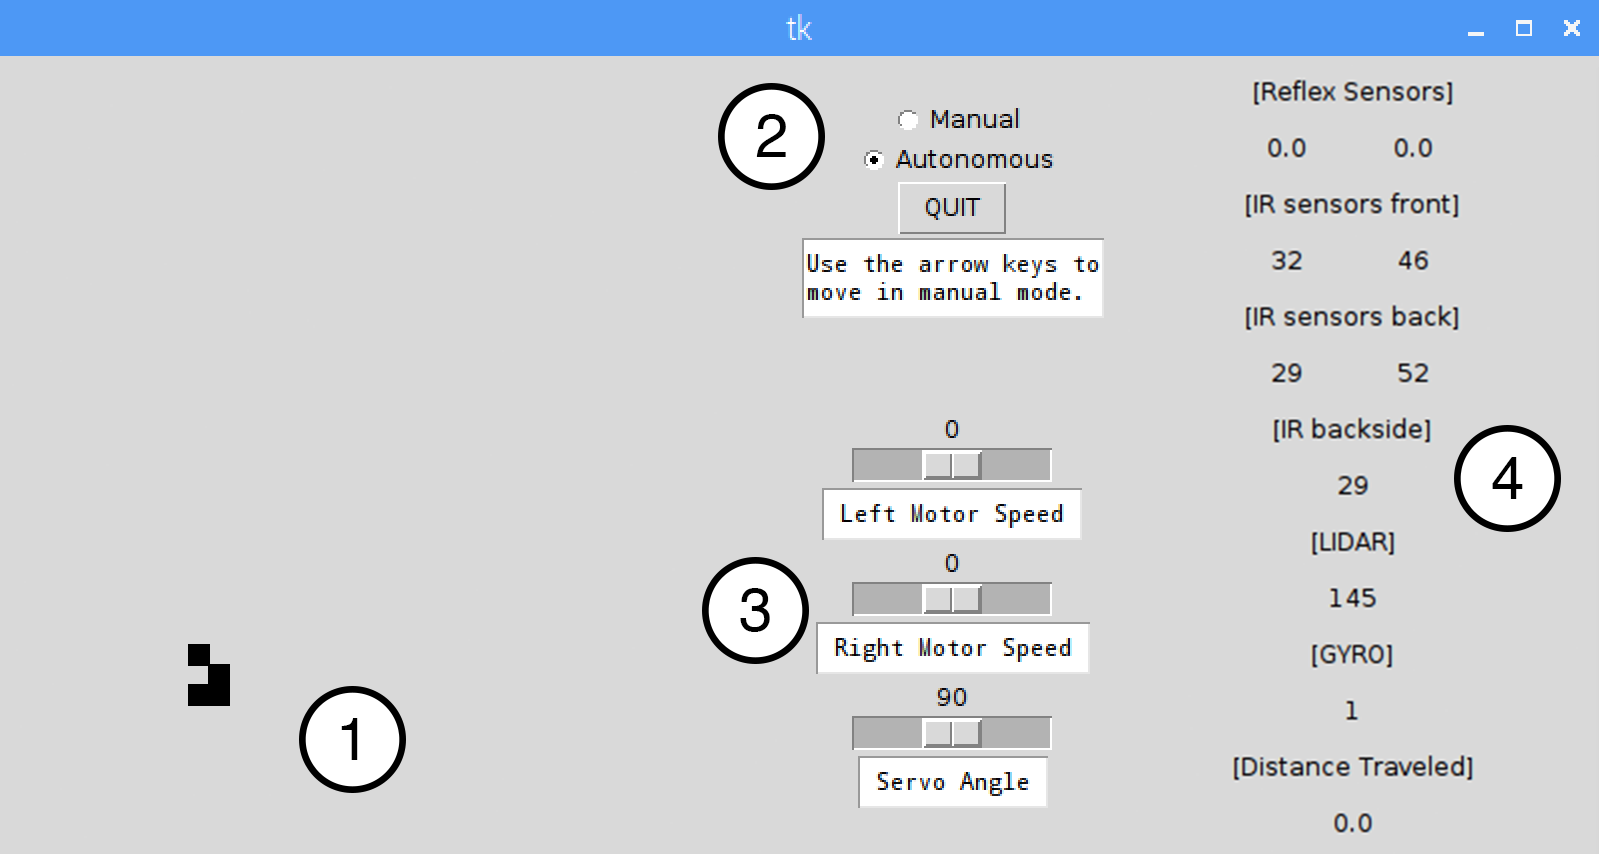 tk
2
Manual
Autonomous
QUIT
Use the arrow keys to
move in manual mode.
0
Left Motor Speed
0
3
Right Motor Speed
90
Servo Angle
1
[Reflex Sensors]
0.0 0.0
[IR sensors front]
32 46
[IR sensors back]
29 52
[IR backside]
4
29
[LIDAR]
145
[GYRO]
1
[Distance Traveled]
0.0